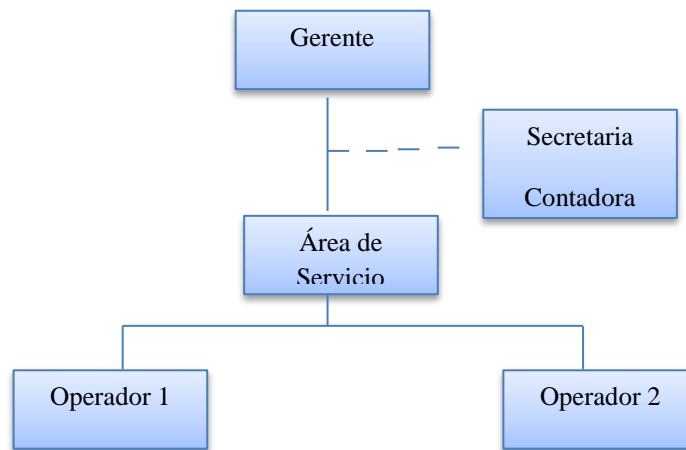 Gerente
Secretaria
Contadora
Área de
Servicio
Operador 1
Operador 2